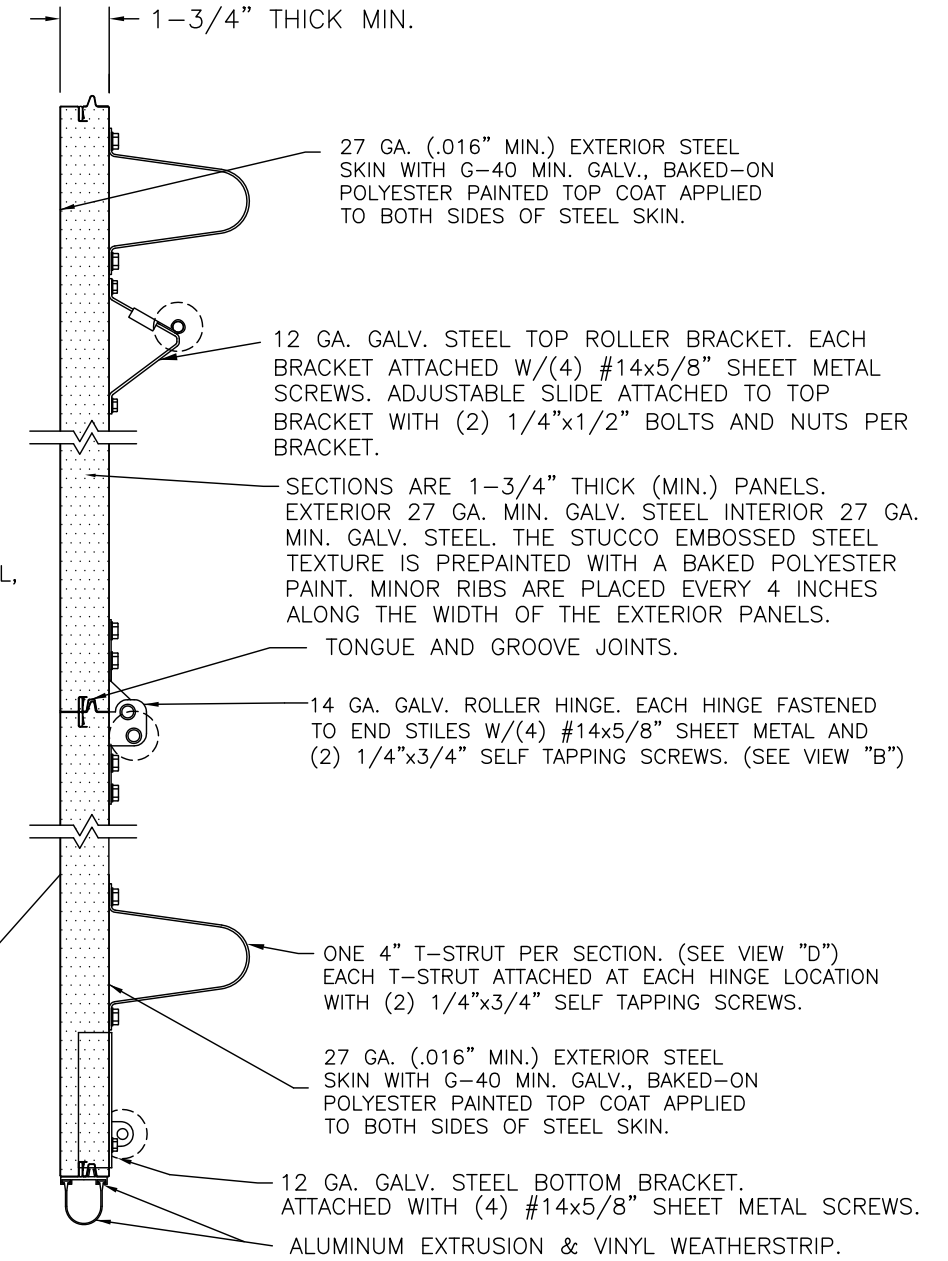 1-3/4" THICK MIN.
27 GA. (.016" MIN.) EXTERIOR STEEL
SKIN WITH G-40 MIN. GALV., BAKED-ON
POLYESTER PAINTED TOP COAT APPLIED
TO BOTH SIDES OF STEEL SKIN.
12 GA. GALV. STEEL TOP ROLLER BRACKET. EACH
BRACKET ATTACHED W/(4) #14x5/8" SHEET METAL
SCREWS. ADJUSTABLE SLIDE ATTACHED TO TOP
BRACKET WITH (2) 1/4"x1/2" BOLTS AND NUTS PER
BRACKET.
SECTIONS ARE 1-3/4" THICK (MIN.) PANELS.
EXTERIOR 27 GA. MIN. GALV. STEEL INTERIOR 27 GA.
MIN. GALV. STEEL. THE STUCCO EMBOSSED STEEL
TEXTURE IS PREPAINTED WITH A BAKED POLYESTER
PAINT. MINOR RIBS ARE PLACED EVERY 4 INCHES
ALONG THE WIDTH OF THE EXTERIOR PANELS.
L,
TONGUE AND GROOVE JOINTS.
14 GA. GALV. ROLLER HINGE. EACH HINGE FASTENED
TO END STILES W/(4) #14x5/8" SHEET METAL AND
(2) 1/4"x3/4" SELF TAPPING SCREWS. (SEE VIEW "B")
ONE 4" T-STRUT PER SECTION. (SEE VIEW "D")
EACH T-STRUT ATTACHED AT EACH HINGE LOCATION
WITH (2) 1/4"x3/4" SELF TAPPING SCREWS.
27 GA. (.016" MIN.) EXTERIOR STEEL
SKIN WITH G-40 MIN. GALV., BAKED-ON
POLYESTER PAINTED TOP COAT APPLIED
TO BOTH SIDES OF STEEL SKIN.
12 GA. GALV. STEEL BOTTOM BRACKET.
ATTACHED WITH (4) #14x5/8" SHEET METAL SCREWS.
ALUMINUM EXTRUSION & VINYL WEATHERSTRIP.